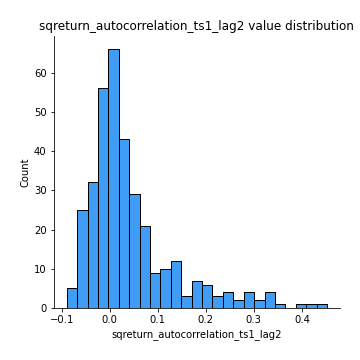 sqreturn_autocorrelation_ts1_lag2 value distribution
60
50
40
30
20
10
0
Count
−0.1 0.0 0.1 0.2 0.3 0.4
sqreturn_autocorrelation_ts1_lag2